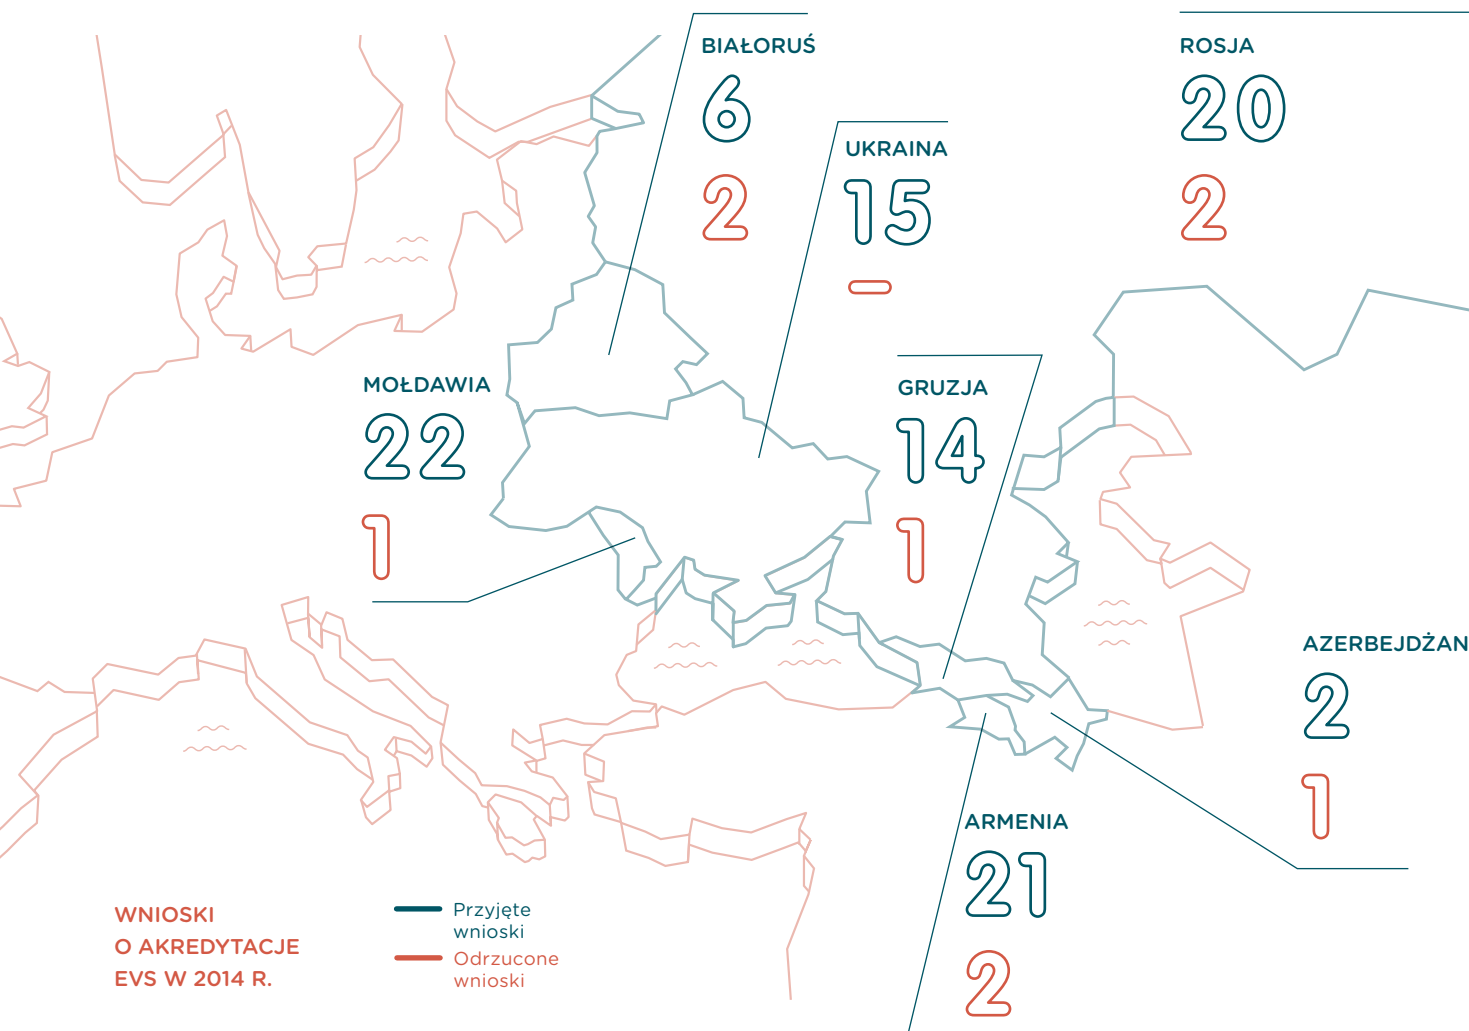 BIAŁORUŚ
6
2
ROSJA
20
2
UKRAINA
15
–
MOŁDAWIA
22
1
GRUZJA
14
1
AZERBEJDŻAN
2
1
ARMENIA
21
2
WNIOSKI
O AKREDYTACJE
EVS W 2014 R.
Przyjęte
wnioski
Odrzucone
wnioski